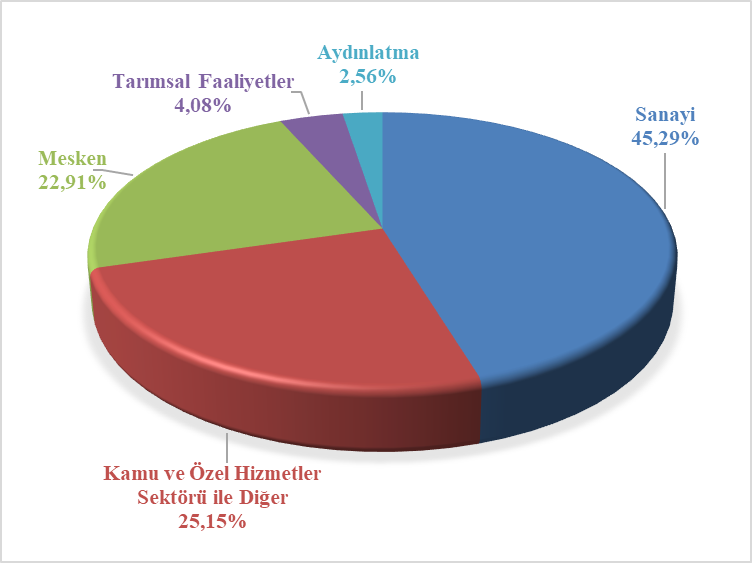 Aydınlatma
2,56%
Tarımsal Faaliyetler
4,08%
Sanayi
45,29%
Mesken
22,91%
Kamu ve Özel Hizmetler
Sektörü ile Diğer
25,15%